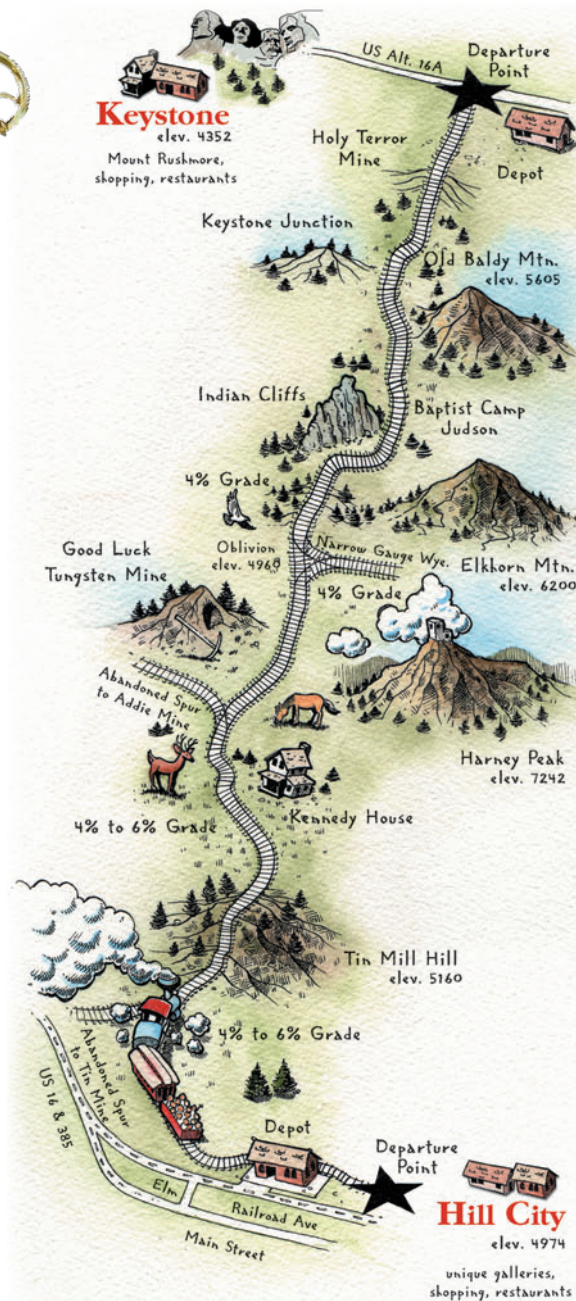 US Alt. 16A
Departure
Point
Keystone
elev. 4352
Mount Rushmore,
shopping, restaurants
Holy Terror
Mine
Depot
Keystone Junction
Old Baldy Mtn.
elev. 5605
Indian Cliffs
Baptist Camp
Judson
4% Grade
Good Luck
Tungsten Mine
Oblivion
elev. 4960
Narrow Gauge Wye.
Elkhorn Mtn.
elev. 6200
4% Grade
Abandoned Spur
to Addie Mine
Harney Peak
elev. 7242
Kennedy House
4% to 6% Grade
Tin Mill Hill
elev. 5160
4% to 6% Grade
Abandoned Spur
to Tin Mine
US 16 & 385
Depot
Departure
Point
Elm
Railroad Ave
Main Street
Hill City
elev. 4974
unique galleries,
shopping, restaurants